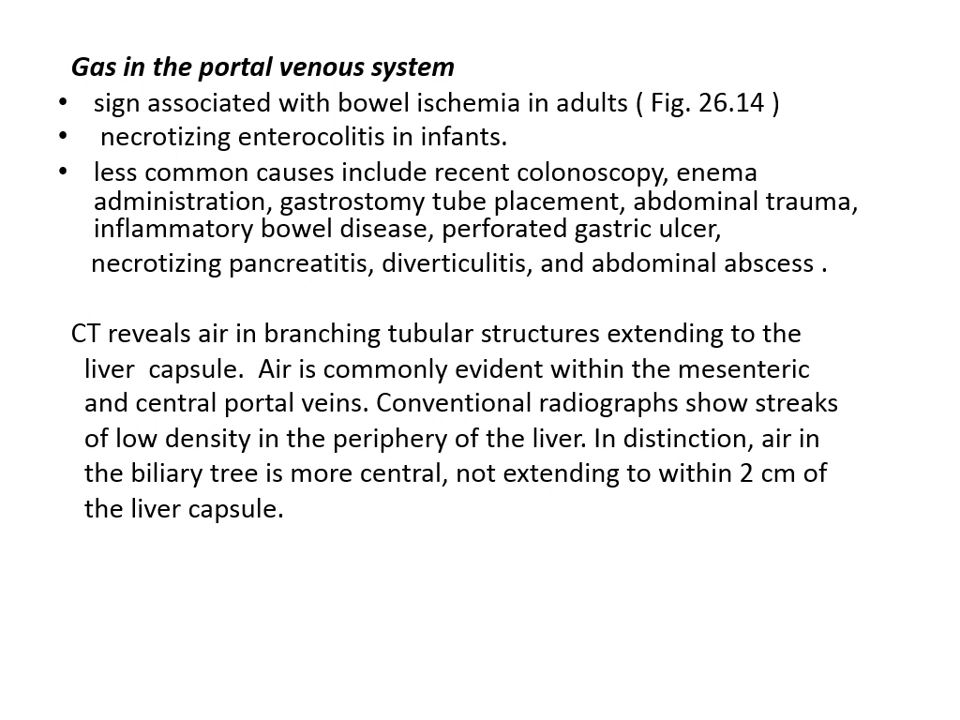 Gas in the portal venous system
• sign associated with bowel ischemia in adults ( Fig. 26.14 )
• necrotizing enterocolitis in infants.
• less common causes include recent colonoscopy, enema
administration, gastrostomy tube placement, abdominal trauma,
inflammatory bowel disease, perforated gastric ulcer,
necrotizing pancreatitis, diverticulitis, and abdominal abscess .
CT reveals air in branching tubular structures extending to the
liver capsule. Air is commonly evident within the mesenteric
and central portal veins. Conventional radiographs show streaks
of low density in the periphery of the liver. In distinction, air in
the biliary tree is more central, not extending to within 2 cm of
the liver capsule.